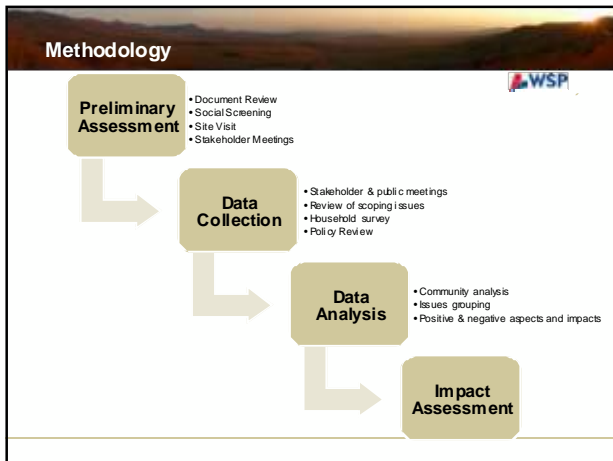 Methodology
WSP
Preliminary
Assessment
• Document Review
• Social Screening
• Site Visit
• Stakeholder Meetings
Data
Collection
• Stakeholder & public meetings
• Review of scoping issues
• Household survey
• Policy Review
Data
Analysis
• Community analysis
• Issues grouping
• Positive & negative aspects and impacts
Impact
Assessment